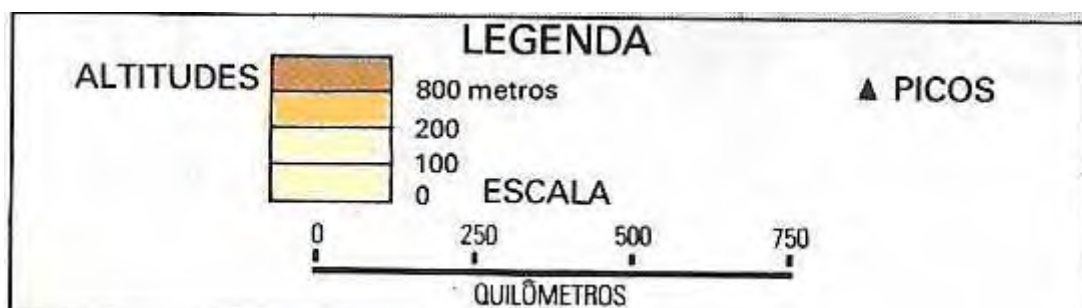 LEGENDA
ALTITUDES
800 metros
200
100
0
PICOS
ESCALA
0 250 500 750
QUILÔMETROS